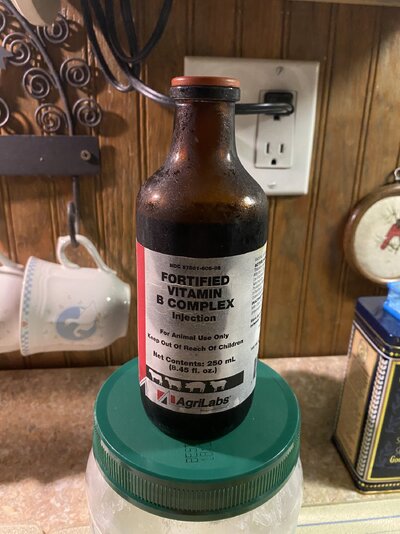 FORTIFIED
VITAMIN
B COMPLEX
Injection
For Animal Use Only
Keep Out Of Reach Of Children
Net Contents: 250 mL
(8.45 fl. oz.)
AgriLabs